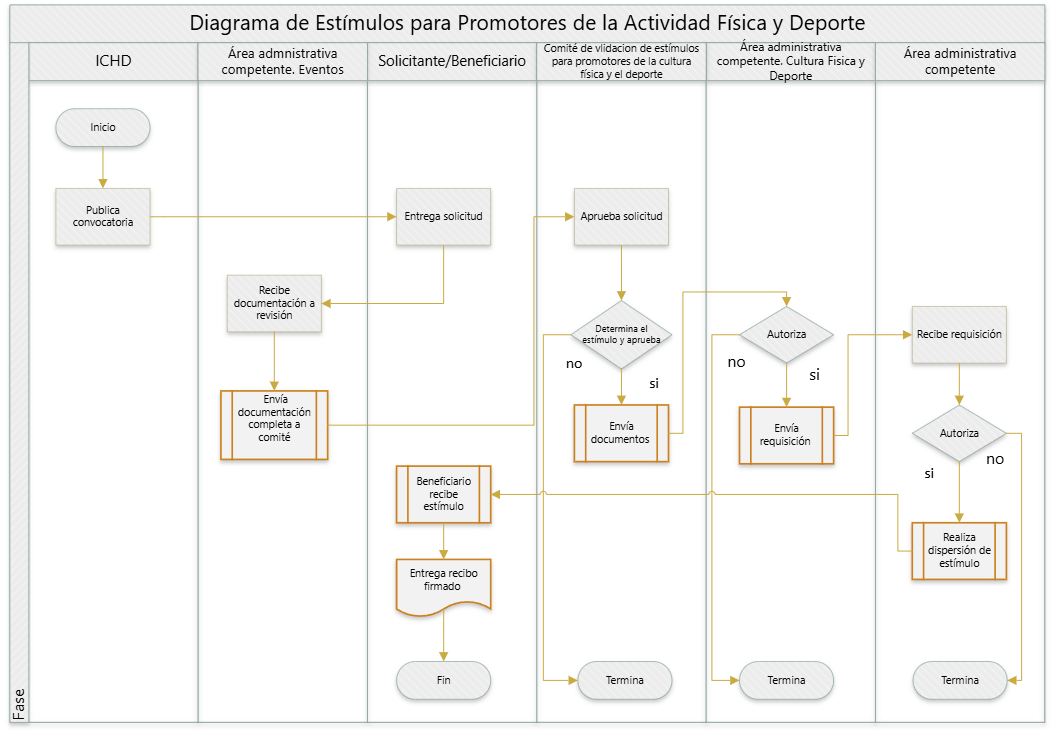 Diagrama de Estímulos para Promotores de la Actividad Física y Deporte
ICHD
Área admnistrativa
competente. Eventos
Solicitante/Beneficiario
Comité de vlidacion de estímulos
para promotores de la cultura
física y el deporte
Área administrativa
competente. Cultura Fisica y
Deporte
Área admintrativa
competente
Inicio
Publica
convocatoria
Entrega solicitud
Aprueba solicitud
Recibe
documentación a
revisión
Determina el
estímulo y aprueba
Autoriza
Recibe requisición
no
si
no
si
Envía
documentación
completa a
comité
Envía
documentos
Envía
requisición
Autoriza
si
no
Beneficiario
recibe
estímulo
Realiza
dispersión de
estímulo
Entrega recibo
firmado
Fin
Termina
Termina
Termina
Fase